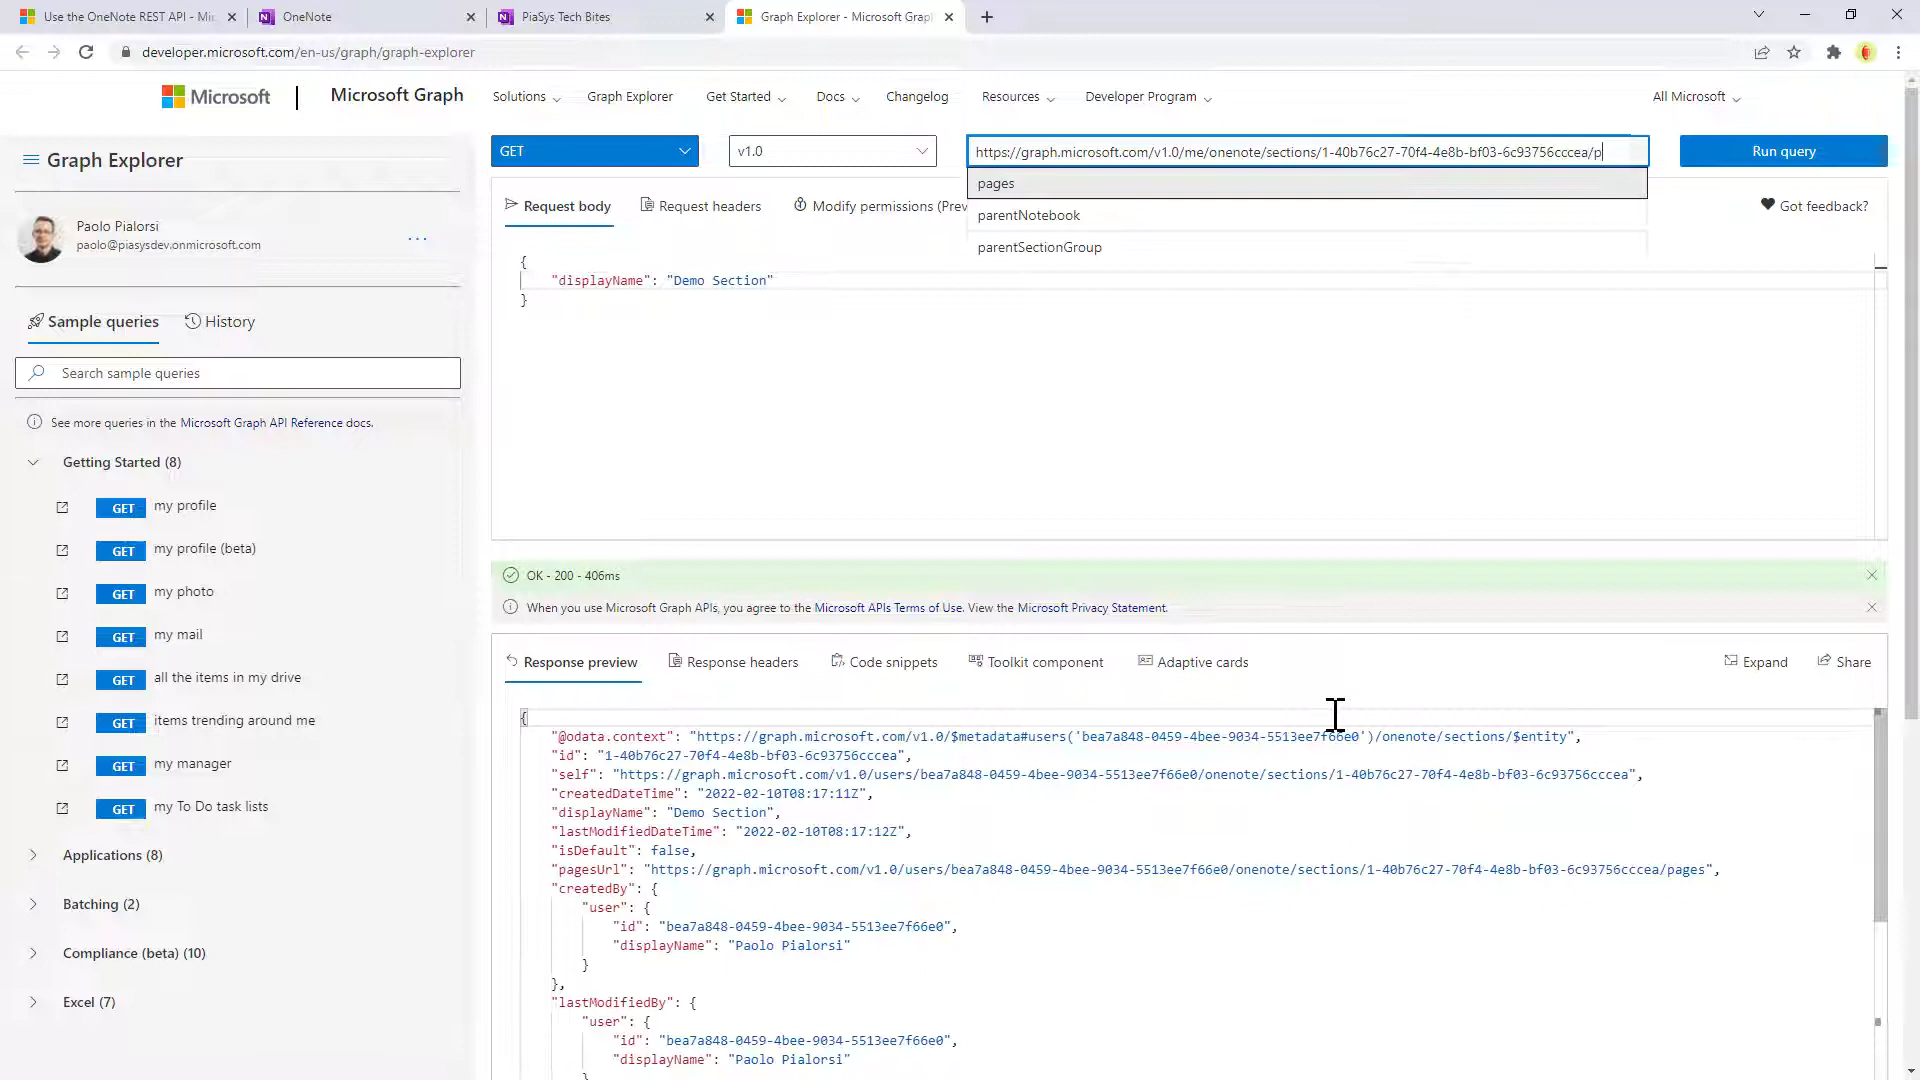 Use the OneNote REST API - Mi
OneNote
PiaSys Tech Bites
Graph Explorer - Microsoft Grap
developer.microsoft.com/en-us/graph/graph-explorer
Microsoft
Microsoft Graph
Solutions
Graph Explorer
Get Started
Docs
Changelog
Resources
Developer Program
All Microsoft
Graph Explorer
GET
v1.0
https://graph.microsoft.com/v1.0/me/onenote/sections/1-40b76c27-70f4-4e8b-bf03-6c93756cccea/p
Run query
pages
parentNotebook
parentSectionGroup
Request body
Request headers
Modify permissions (Prev
Got feedback?
Paolo Pialorsi
paolo@piasysdev.onmicrosoft.com
{
"displayName": "Demo Section"
}
Sample queries
History
Search sample queries
See more queries in the Microsoft Graph API Reference docs.
Getting Started (8)
GET my profile
GET my profile (beta)
GET my photo
GET my mail
GET all the items in my drive
GET items trending around me
GET my manager
GET my To Do task lists
Applications (8)
Batching (2)
Compliance (beta) (10)
Excel (7)
OK - 200 - 406ms
When you use Microsoft Graph APIs, you agree to the Microsoft APIs Terms of Use. View the Microsoft Privacy Statement.
Response preview
Response headers
Code snippets
Toolkit component
Adaptive cards
Expand
Share
{
"@odata.context": "https://graph.microsoft.com/v1.0/$metadata#users('bea7a848-0459-4bee-9034-5513ee7f66e0')/onenote/sections/$entity",
"id": "1-40b76c27-70f4-4e8b-bf03-6c93756cccea",
"self": "https://graph.microsoft.com/v1.0/users/bea7a848-0459-4bee-9034-5513ee7f66e0/onenote/sections/1-40b76c27-70f4-4e8b-bf03-6c93756cccea",
"createdDateTime": "2022-02-10T08:17:11Z",
"displayName": "Demo Section",
"lastModifiedDateTime": "2022-02-10T08:17:12Z",
"isDefault": false,
"pagesUrl": "https://graph.microsoft.com/v1.0/users/bea7a848-0459-4bee-9034-5513ee7f66e0/onenote/sections/1-40b76c27-70f4-4e8b-bf03-6c93756cccea/pages",
"createdBy": {
"user": {
"id": "bea7a848-0459-4bee-9034-5513ee7f66e0",
"displayName": "Paolo Pialorsi"
}
},
"lastModifiedBy": {
"user": {
"id": "bea7a848-0459-4bee-9034-5513ee7f66e0",
"displayName": "Paolo Pialorsi"
}